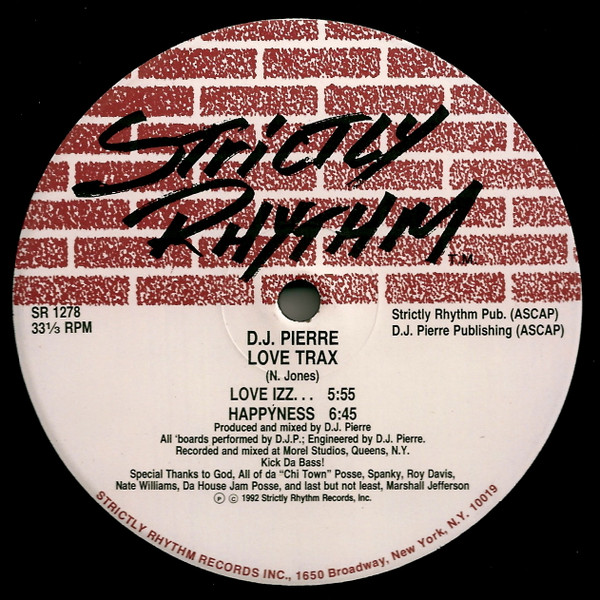 STRICTLY
RHYTHM
T.M.
SR 1278
33⅓ RPM
Strictly Rhythm Pub. (ASCAP)
D.J. Pierre Publishing (ASCAP)
D.J. PIERRE
LOVE TRAX
(N. Jones)
LOVE IZZ... 5:55
HAPPYNESS 6:45
Produced and mixed by D.J. Pierre
All 'boards performed by D.J.P.; Engineered by D.J. Pierre.
Recorded and mixed at Morel Studios, Queens, N.Y.
Kick Da Bass!
Special Thanks to God, All of da "Chi Town" Posse, Spanky, Roy Davis,
Nate Williams, Da House Jam Posse, and last but not least, Marshall Jefferson
Ⓟ © 1992 Strictly Rhythm Records, Inc.
STRICTLY RHYTHM RECORDS INC., 1650 Broadway, New York, N.Y. 10019